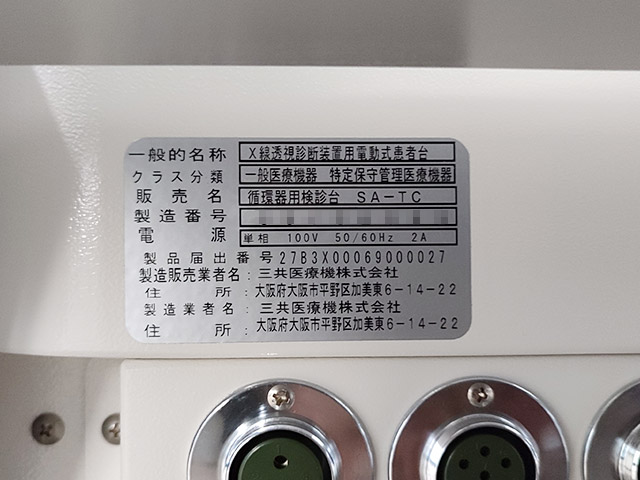 一般的名称 X線透視診断装置用電動式患者台
クラス分類 一般医療機器 特定保守管理医療機器
販売名 循環器用検診台 SA-TC
製造番号
電源 単相 100V 50/60Hz 2A
製品届出番号 27B3X00069000027
製造販売業者名：三共医療機株式会社
住所：大阪府大阪市平野区加美東6-14-22
製造業者名：三共医療機株式会社
住所：大阪府大阪市平野区加美東6-14-22